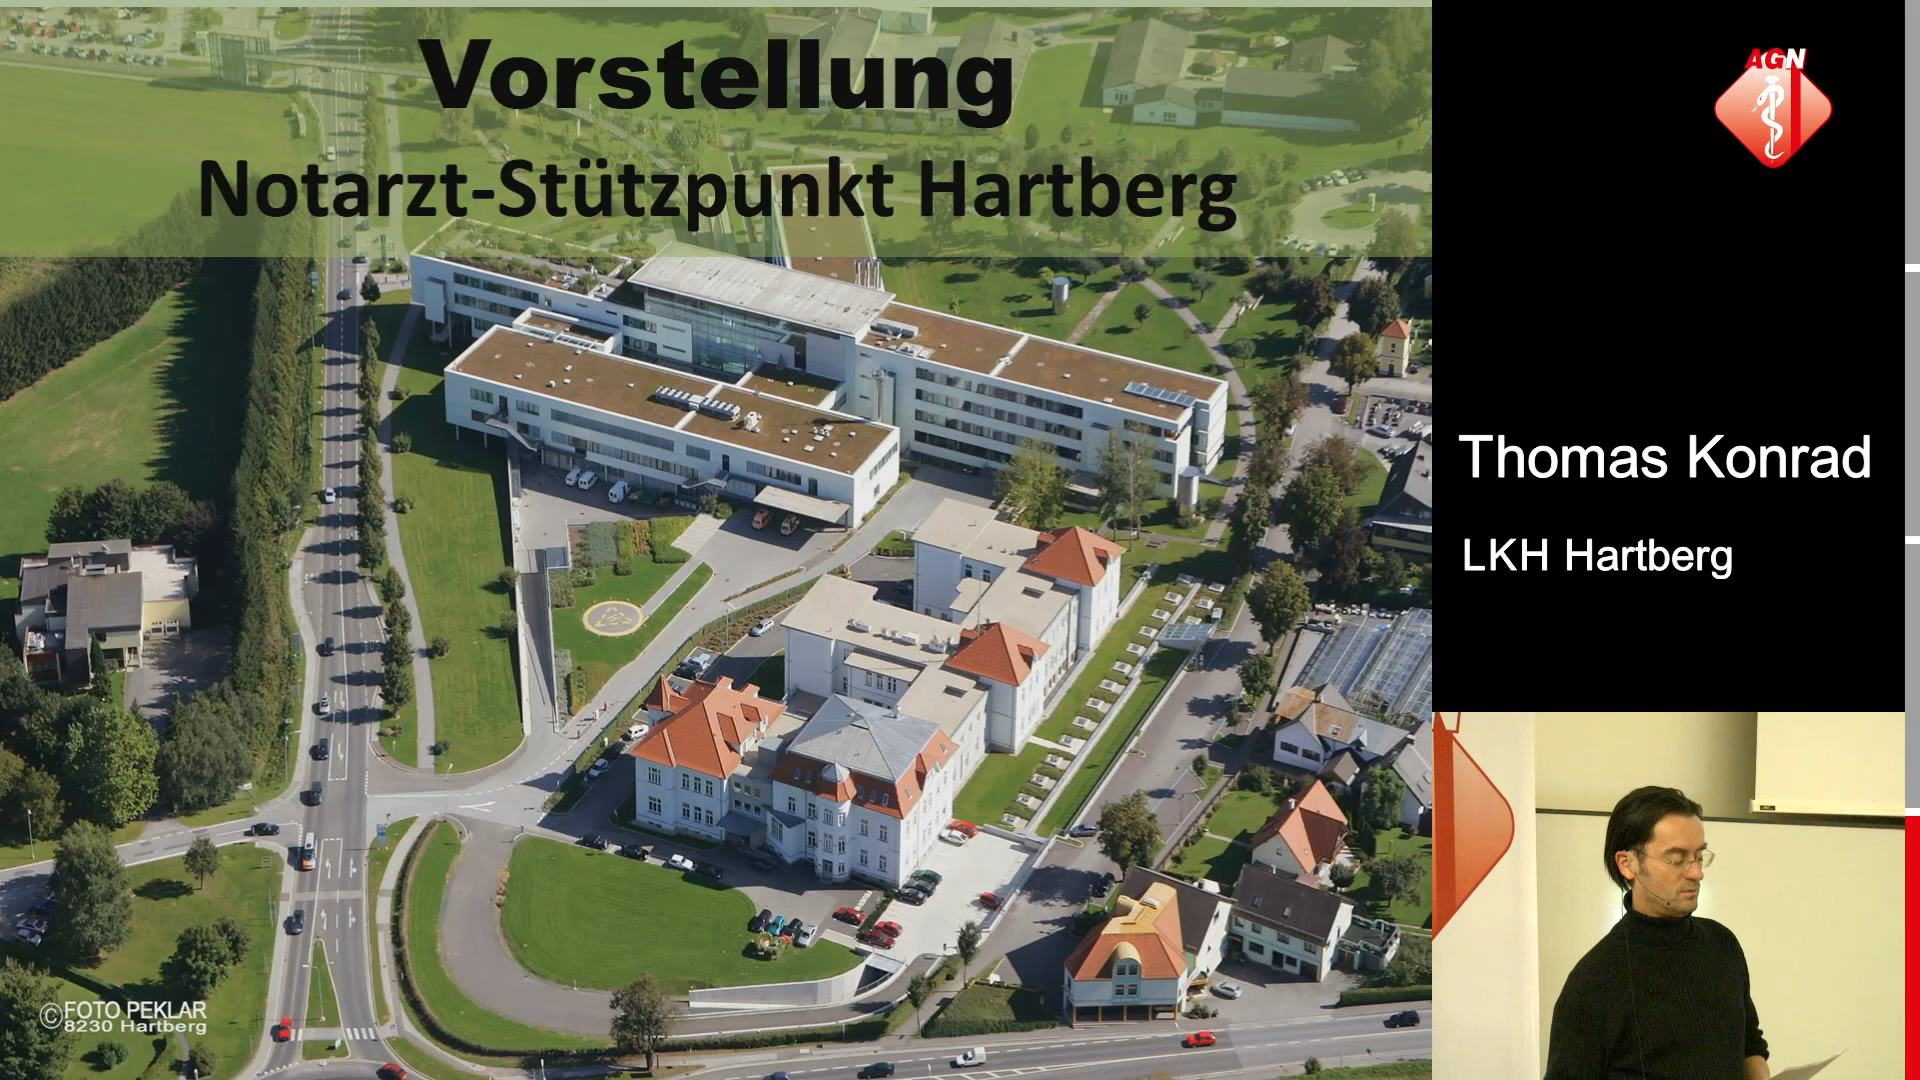 Vorstellung
Notarzt-Stützpunkt Hartberg
AGN
Thomas Konrad
LKH Hartberg
©FOTO PEKLAR
8230 Hartberg